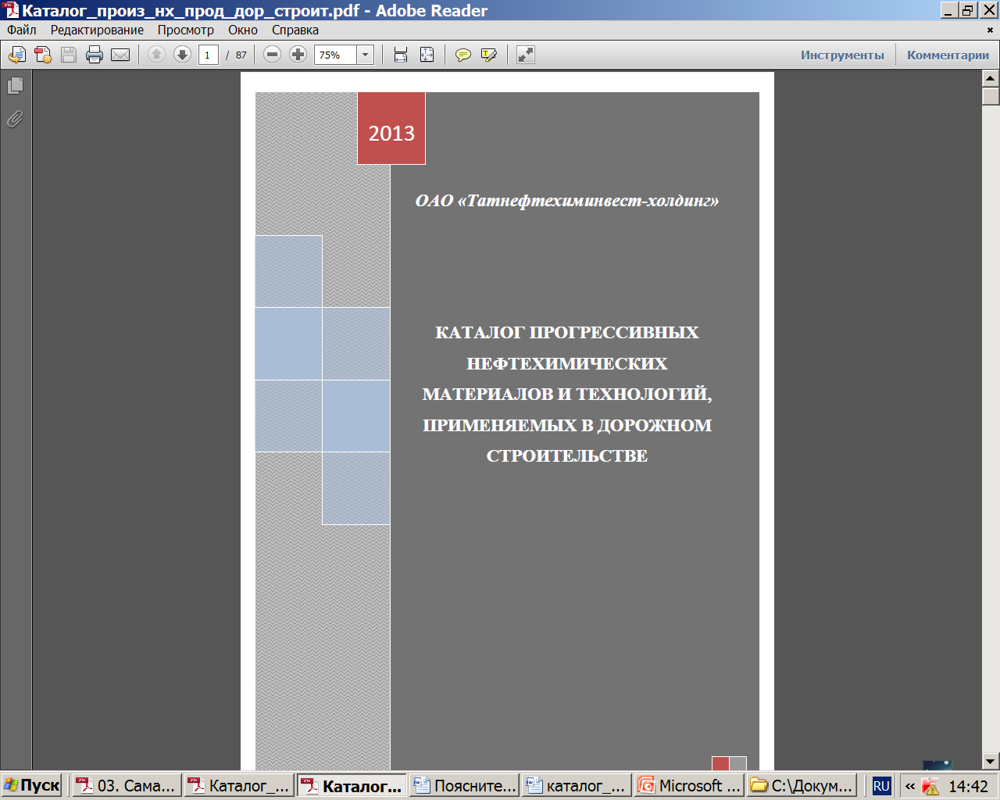 Каталог_произ_нх_прод_дор_строит.pdf - Adobe Reader
Файл Редактирование Просмотр Окно Справка
1 / 87 75% Инструменты Комментарии
2013
ОАО «Татнефтехиминвест-холдинг»
КАТАЛОГ ПРОГРЕССИВНЫХ
НЕФТЕХИМИЧЕСКИХ
МАТЕРИАЛОВ И ТЕХНОЛОГИЙ,
ПРИМЕНЯЕМЫХ В ДОРОЖНОМ
СТРОИТЕЛЬСТВЕ
Пуск 03. Сама... Каталог_... Каталог... Поясните... каталог_... Microsoft ... C:\Докум... RU « 14:42